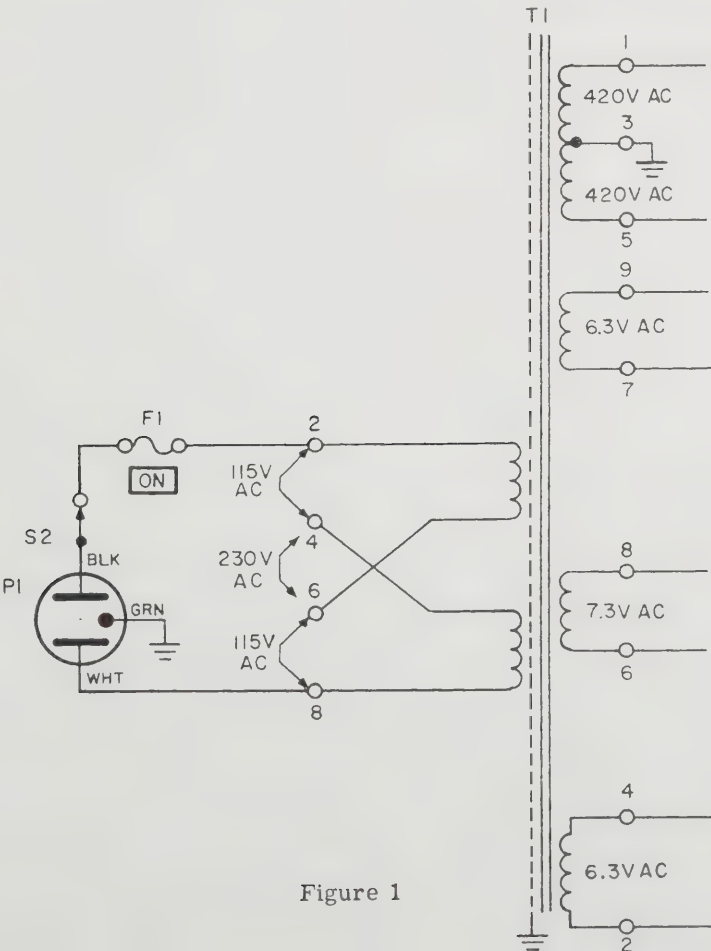 T1
1
420V AC
3
420V AC
5
9
6.3V AC
7
F1
ON
2
115V
AC
4
S2
BLK
230V
AC
6
P1
GRN
115V
AC
WHT
8
8
7.3V AC
6
4
6.3V AC
2
Figure 1